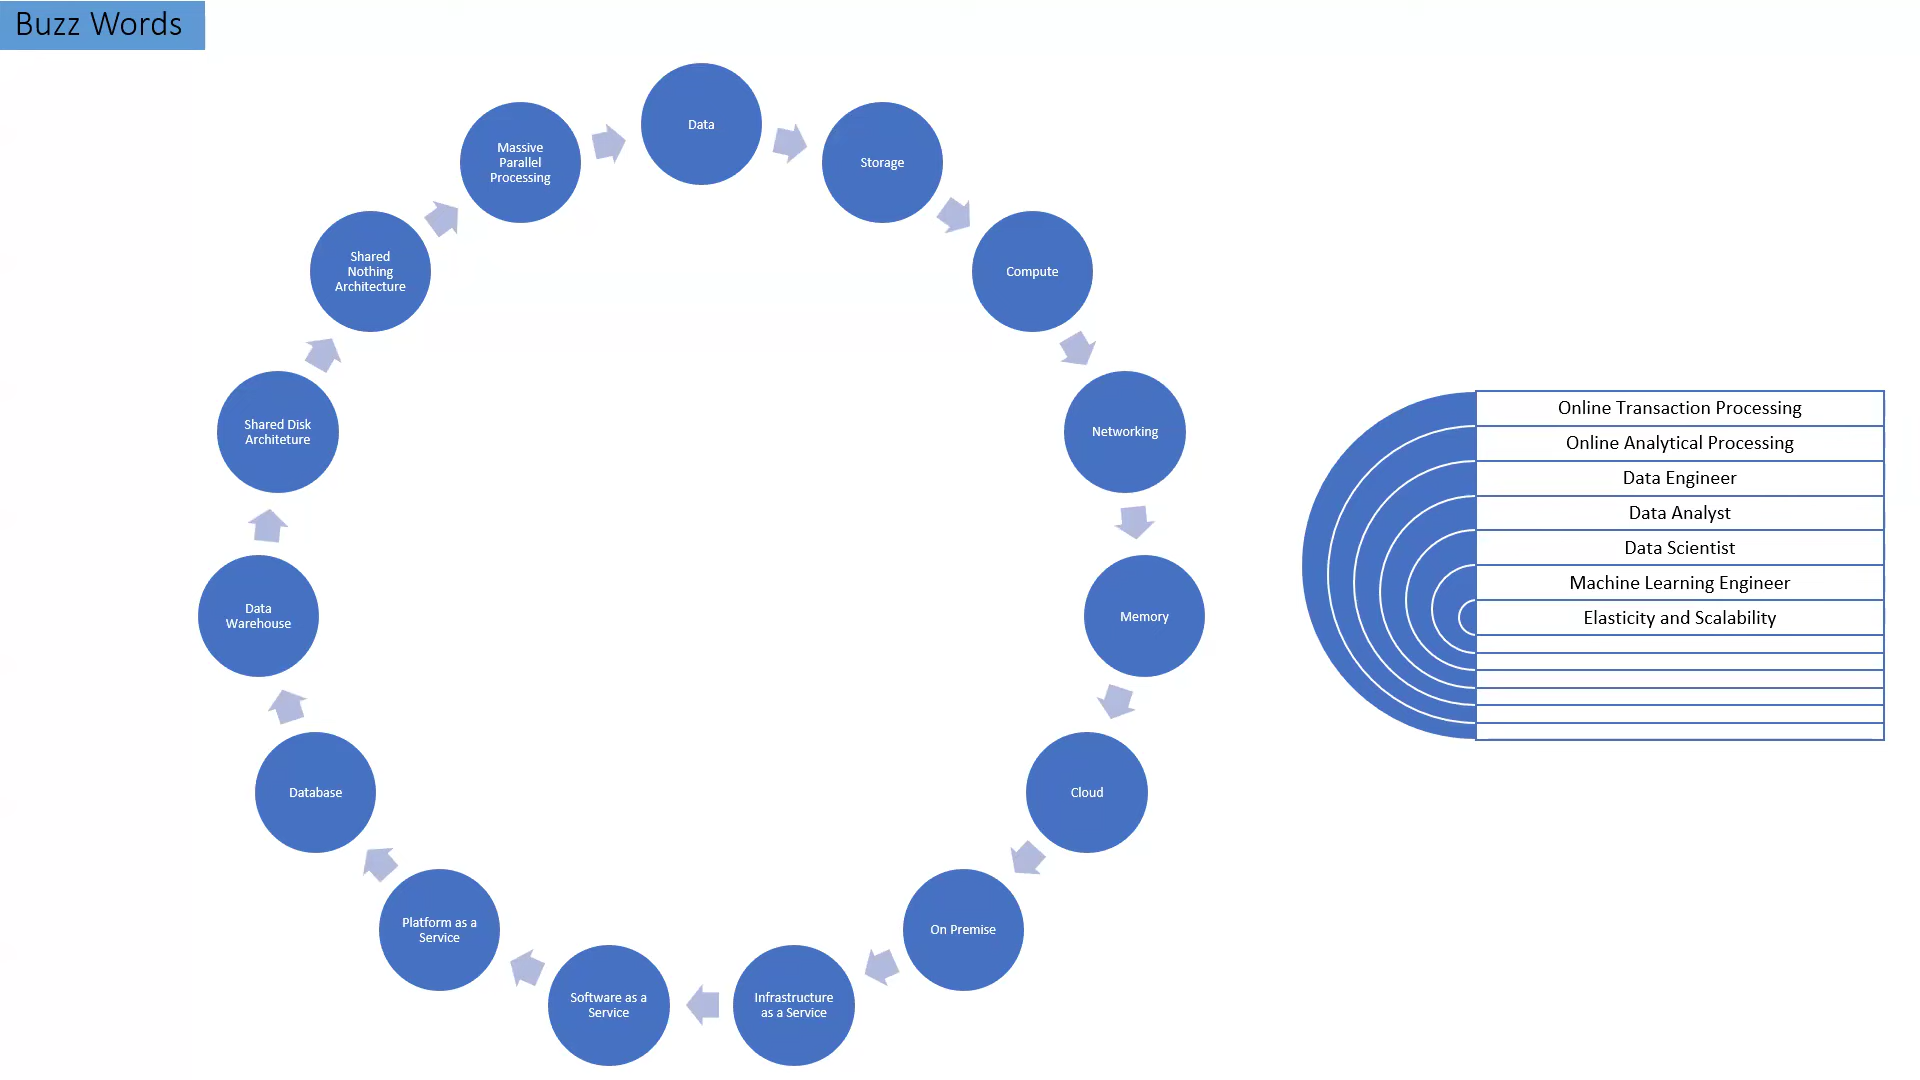 Buzz Words
Data
Storage
Compute
Networking
Memory
Cloud
On Premise
Infrastructure
as a Service
Software as a
Service
Platform as a
Service
Database
Data
Warehouse
Shared Disk
Architeture
Shared
Nothing
Architecture
Massive
Parallel
Processing
Online Transaction Processing
Online Analytical Processing
Data Engineer
Data Analyst
Data Scientist
Machine Learning Engineer
Elasticity and Scalability